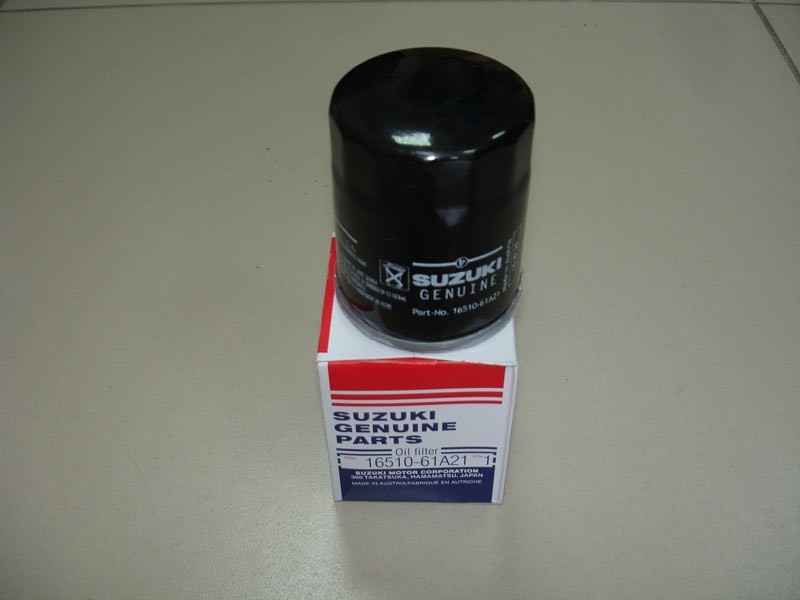 SUZUKI
GENUINE
Part-No. 16510-61A21
SUZUKI
GENUINE
PARTS
Oil filter
16510-61A21 1
SUZUKI MOTOR CORPORATION
300 TAKATSUKA, HAMAMATSU, JAPAN
MADE IN AUSTRIA/FABRIQUÉ EN AUTRICHE